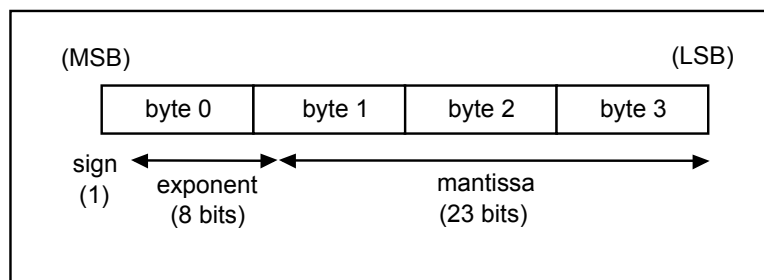 (MSB) (LSB)
byte 0 byte 1 byte 2 byte 3
sign
(1)
exponent
(8 bits)
mantissa
(23 bits)